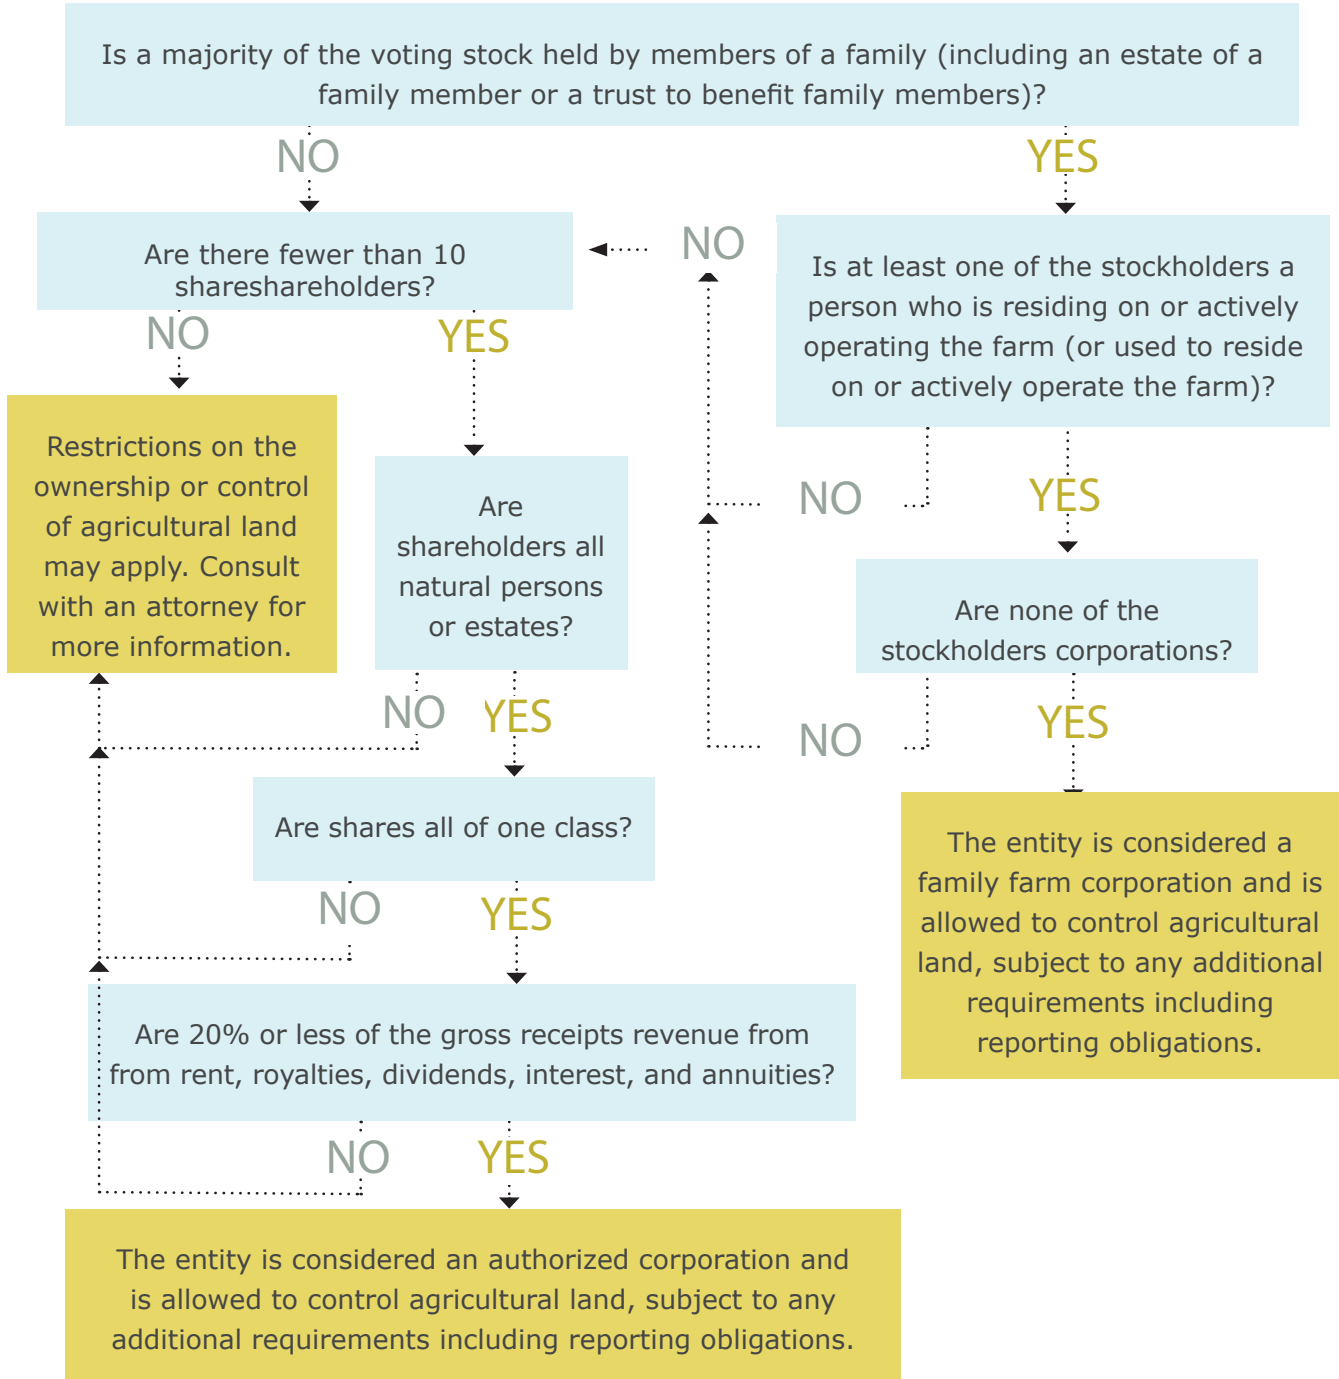 Is a majority of the voting stock held by members of a family (including an estate of a
family member or a trust to benefit family members)?
NO
YES
Are there fewer than 10
shareshareholders?
NO
Is at least one of the stockholders a
person who is residing on or actively
operating the farm (or used to reside
on or actively operate the farm)?
NO
YES
Restrictions on the
ownership or control
of agricultural land
may apply. Consult
with an attorney for
more information.
Are
shareholders all
natural persons
or estates?
NO
YES
Are none of the
stockholders corporations?
NO
YES
NO
YES
Are shares all of one class?
The entity is considered a
family farm corporation and is
allowed to control agricultural
land, subject to any additional
requirements including
reporting obligations.
NO
YES
Are 20% or less of the gross receipts revenue from
from rent, royalties, dividends, interest, and annuities?
NO
YES
The entity is considered an authorized corporation and
is allowed to control agricultural land, subject to any
additional requirements including reporting obligations.